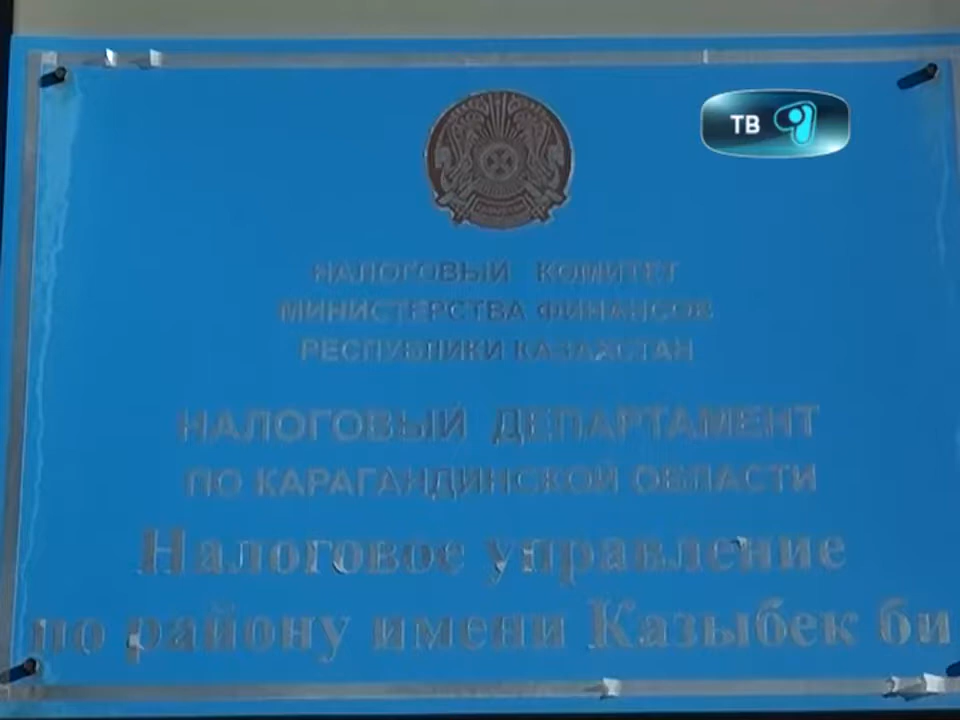 ТВ
НАЛОГОВЫЙ КОМИТЕТ
МИНИСТЕРСТВА ФИНАНСОВ
РЕСПУБЛИКИ КАЗАХСТАН
НАЛОГОВЫЙ ДЕПАРТАМЕНТ
ПО КАРАГАНДИНСКОЙ ОБЛАСТИ
Налоговое управление
по району имени Казыбек би